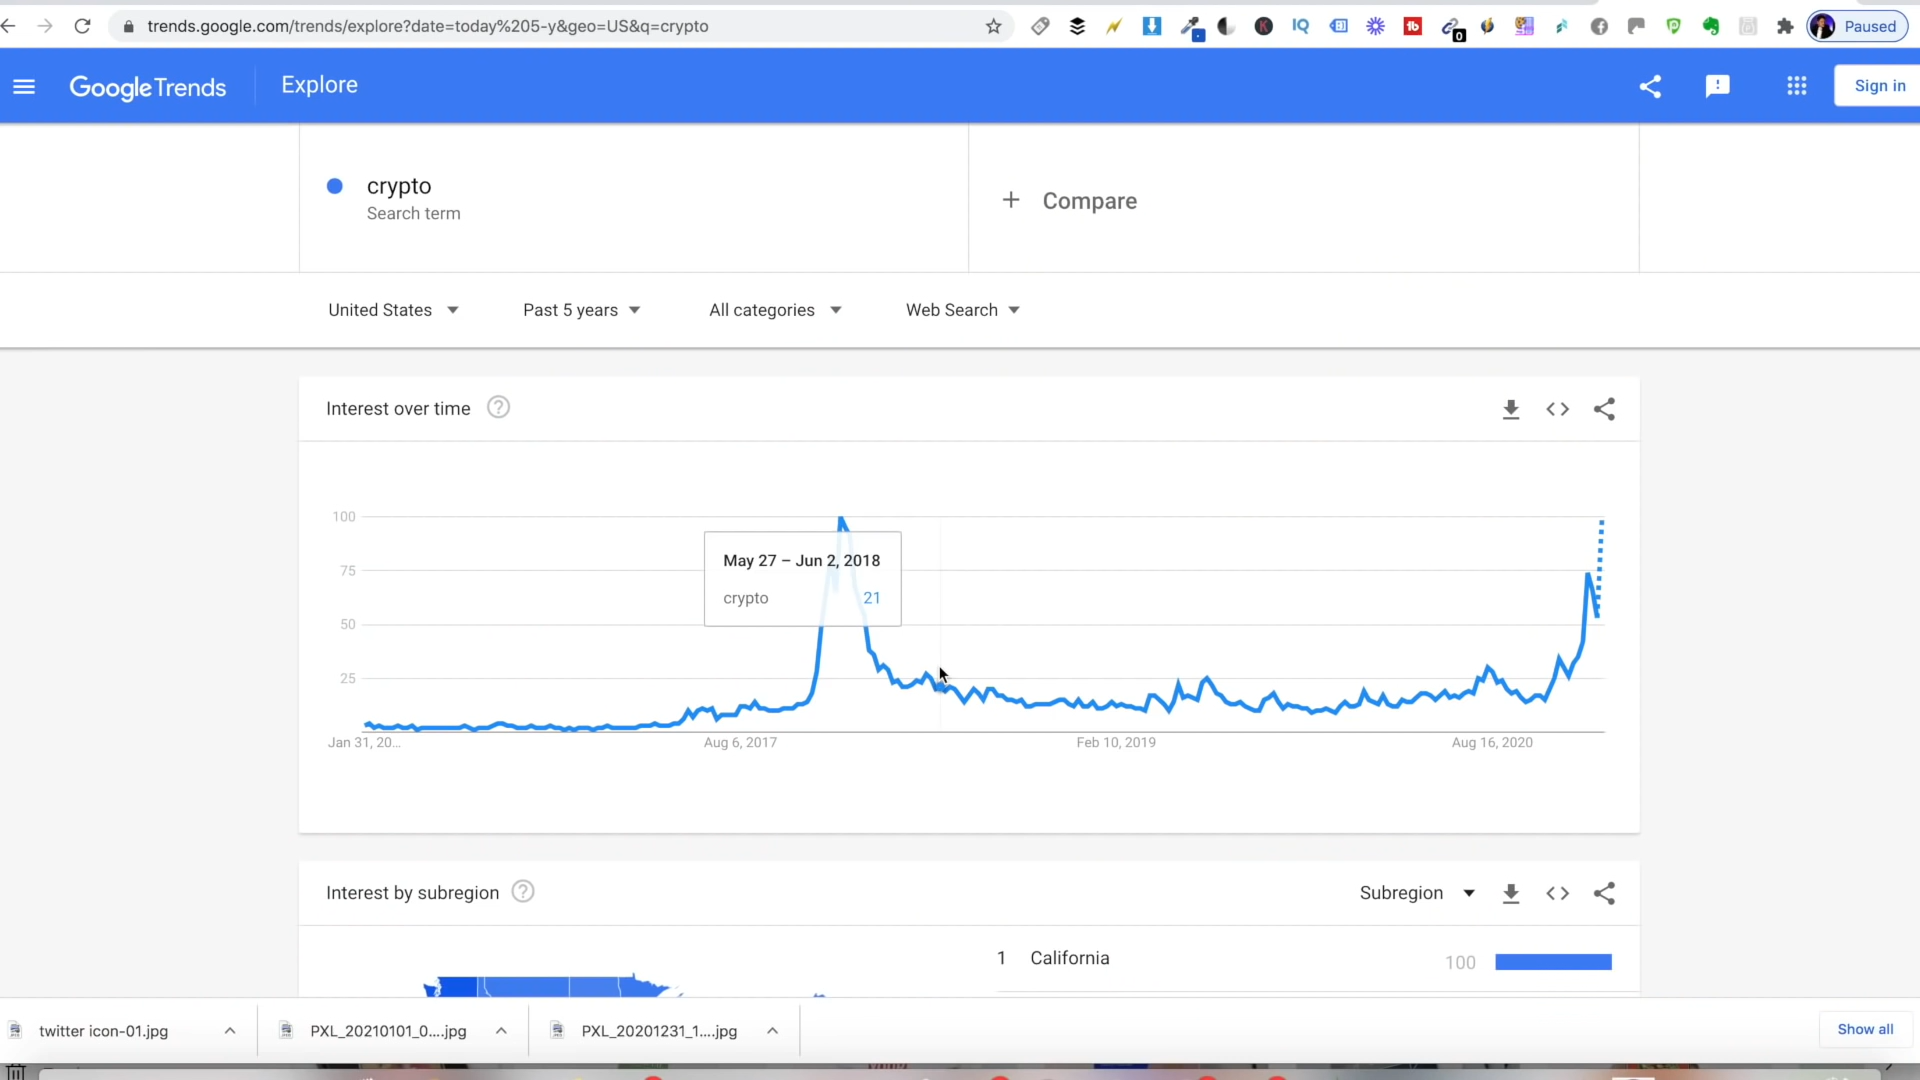 trends.google.com/trends/explore?date=today%205-y&geo=US&q=crypto
K
IQ
tb
0
Paused
Google Trends
Explore
Sign in
crypto
Search term
+ Compare
United States
Past 5 years
All categories
Web Search
Interest over time
100
75
50
25
May 27 – Jun 2, 2018
crypto 21
Jan 31, 20...
Aug 6, 2017
Feb 10, 2019
Aug 16, 2020
Interest by subregion
Subregion
1 California 100
twitter icon-01.jpg
PXL_20210101_0....jpg
PXL_20201231_1....jpg
Show all